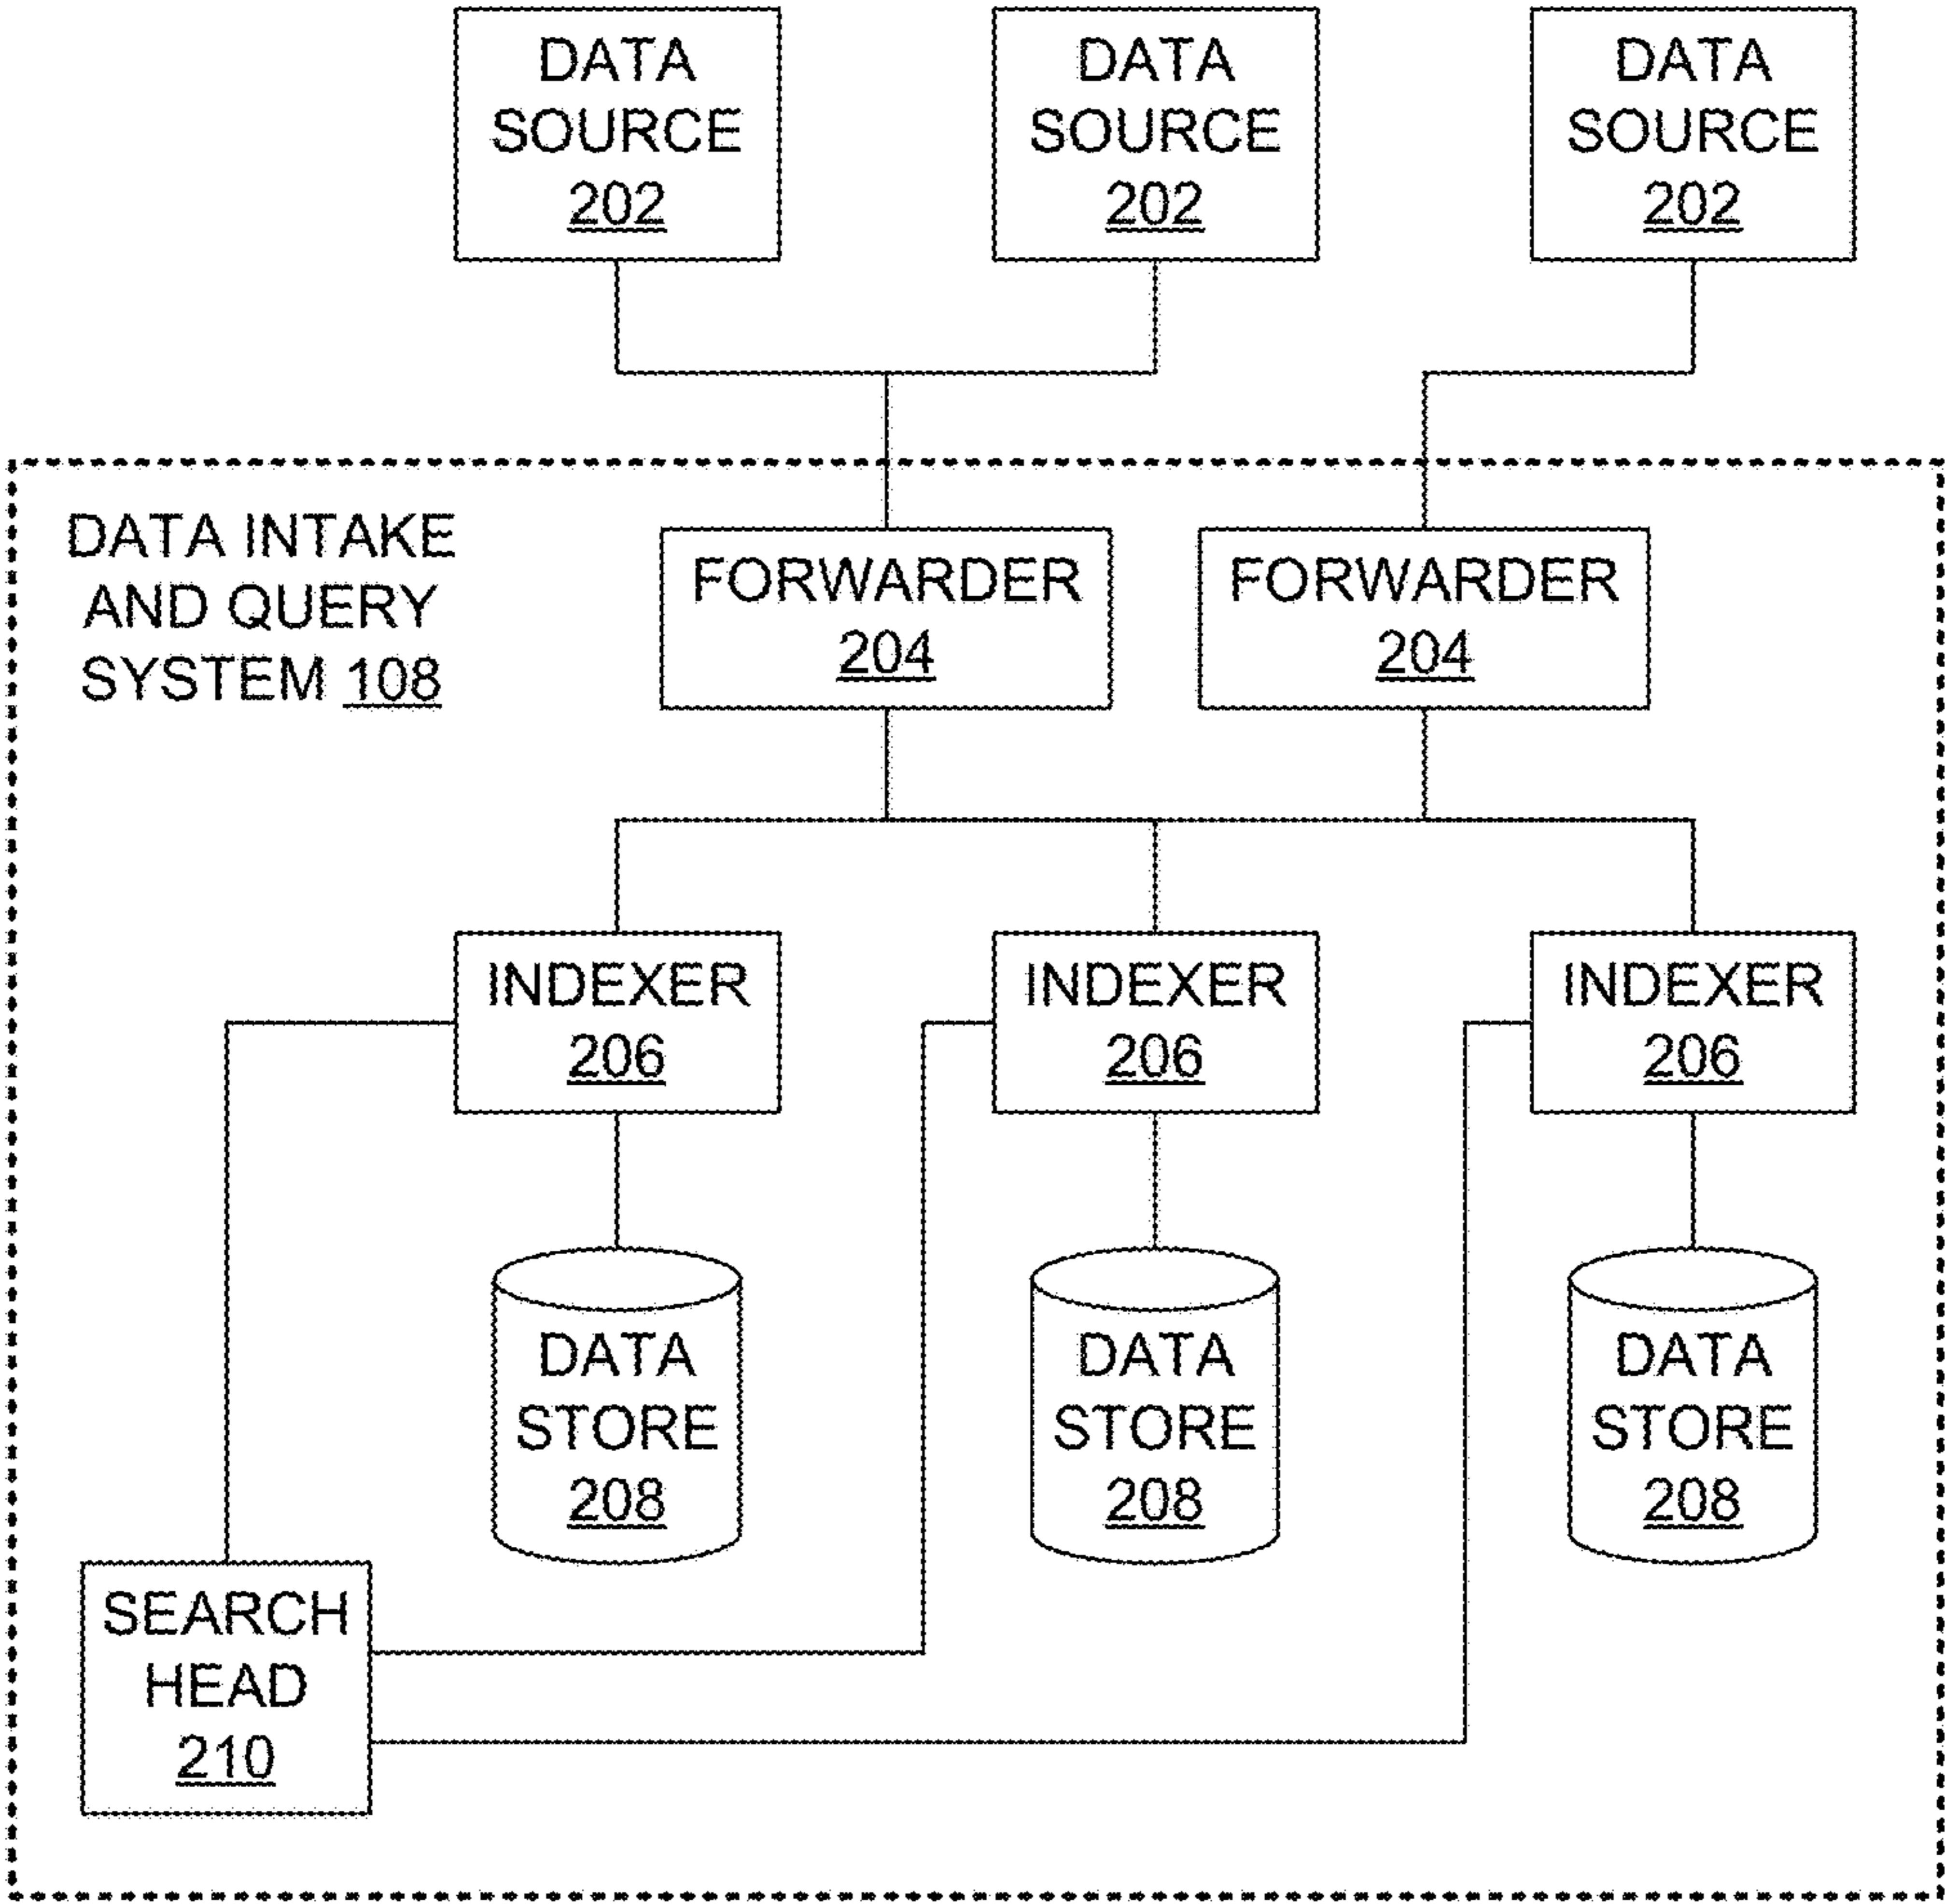 DATA
SOURCE
202
DATA
SOURCE
202
DATA
SOURCE
202
DATA INTAKE
AND QUERY
SYSTEM 108
FORWARDER
204
FORWARDER
204
INDEXER
206
INDEXER
206
INDEXER
206
DATA
STORE
208
DATA
STORE
208
DATA
STORE
208
SEARCH
HEAD
210